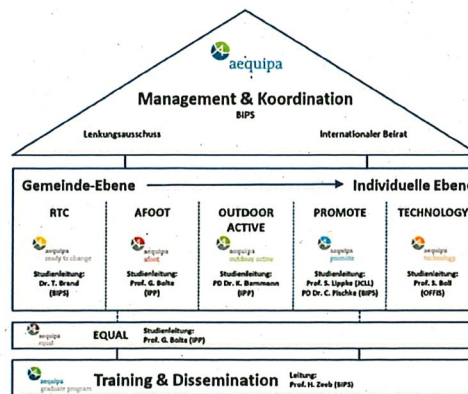 aequipa
Management & Koordination
BIPS
Lenkungsausschuss
Internationaler Beirat
Gemeinde-Ebene
Individuelle Ebene
RTC
aequipa
ready to change
Studienleitung:
Dr. T. Brand
(BIPS)
AFOOT
aequipa
afoot
Studienleitung:
Prof. G. Bolte
(IPP)
OUTDOOR
ACTIVE
aequipa
outdoor active
Studienleitung:
PD Dr. K. Bammann
(IPP)
PROMOTE
aequipa
promote
Studienleitung:
Prof. S. Lippke (JCLL)
PD Dr. C. Pischke (BIPS)
TECHNOLOGY
aequipa
technology
Studienleitung:
Prof. S. Boll
(OFFIS)
aequipa
equal
EQUAL
Studienleitung:
Prof. G. Bolte (IPP)
aequipa
graduate program
Training & Dissemination
Leitung:
Prof. H. Zeeb (BIPS)